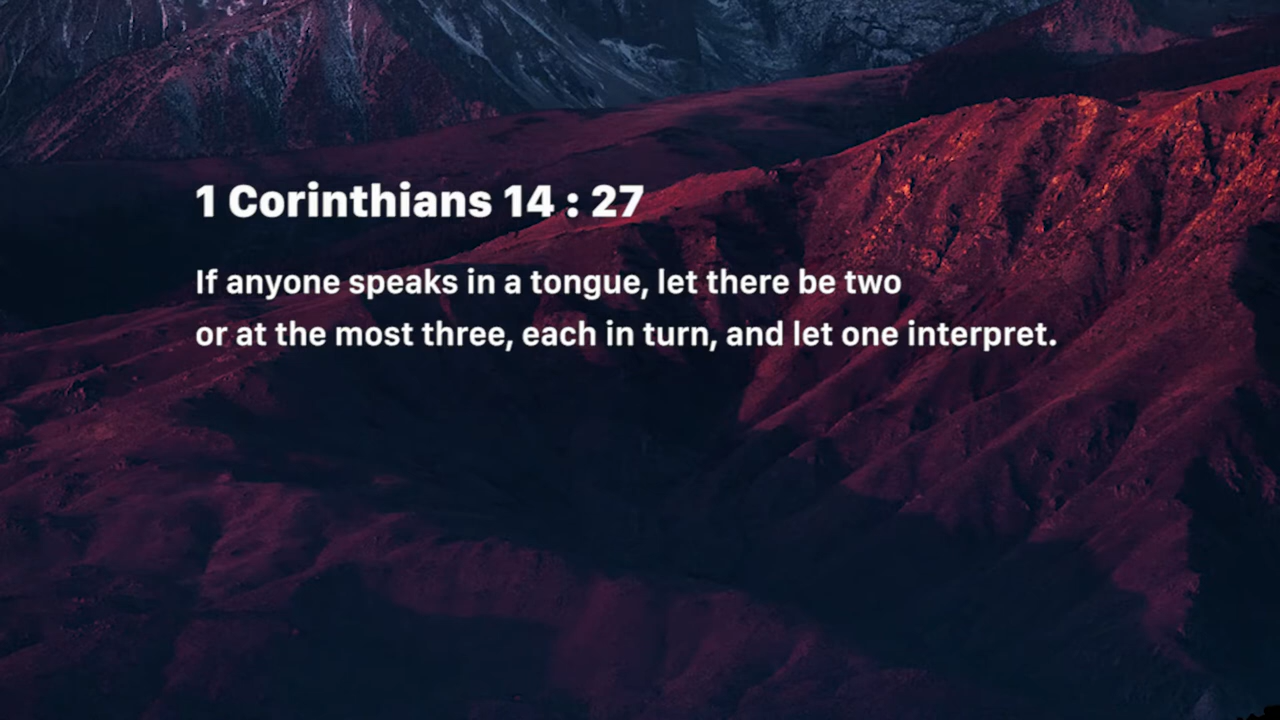 1 Corinthians 14 : 27
If anyone speaks in a tongue, let there be two
or at the most three, each in turn, and let one interpret.